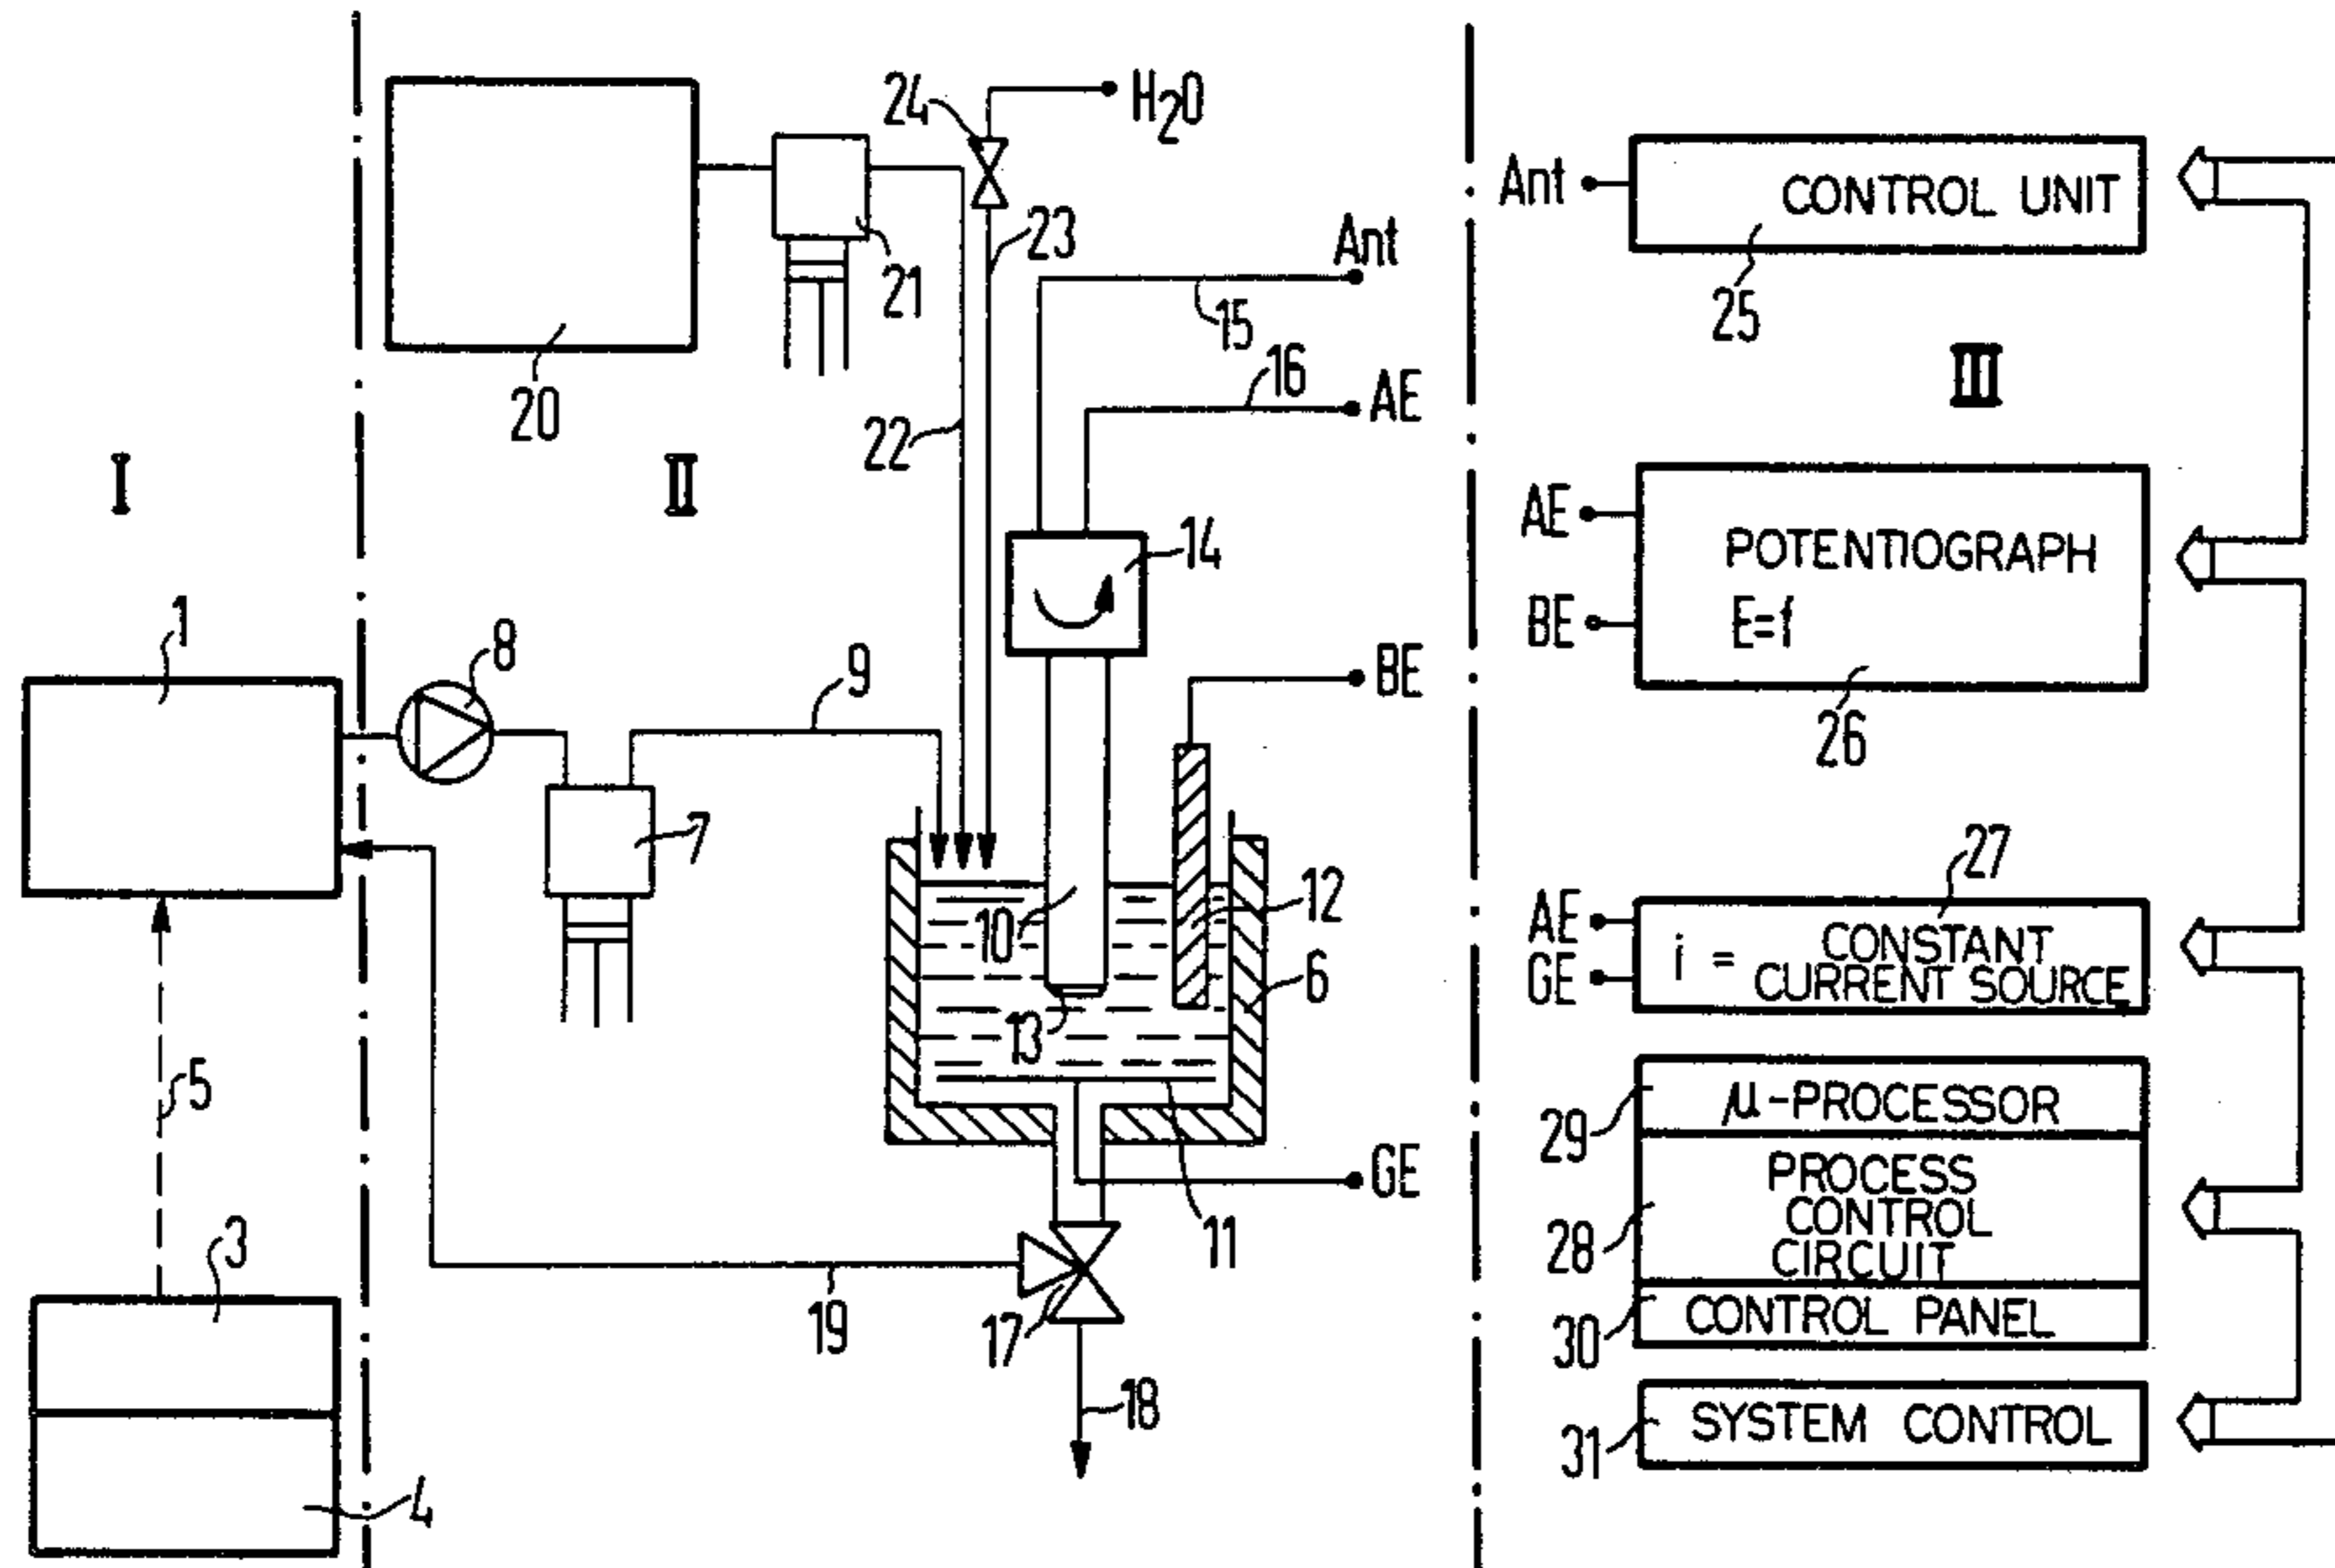 I
1
3
4
5
II
20
21
22
24
H2O
23
Ant
15
16
AE
14
BE
8
9
7
10
12
6
13
11
GE
19
17
18
III
Ant
CONTROL UNIT
25
AE
POTENTIOGRAPH
BE
E=f
26
27
AE
GE
i =
CONSTANT
CURRENT SOURCE
29
μ-PROCESSOR
28
PROCESS
CONTROL
CIRCUIT
30
CONTROL PANEL
31
SYSTEM CONTROL